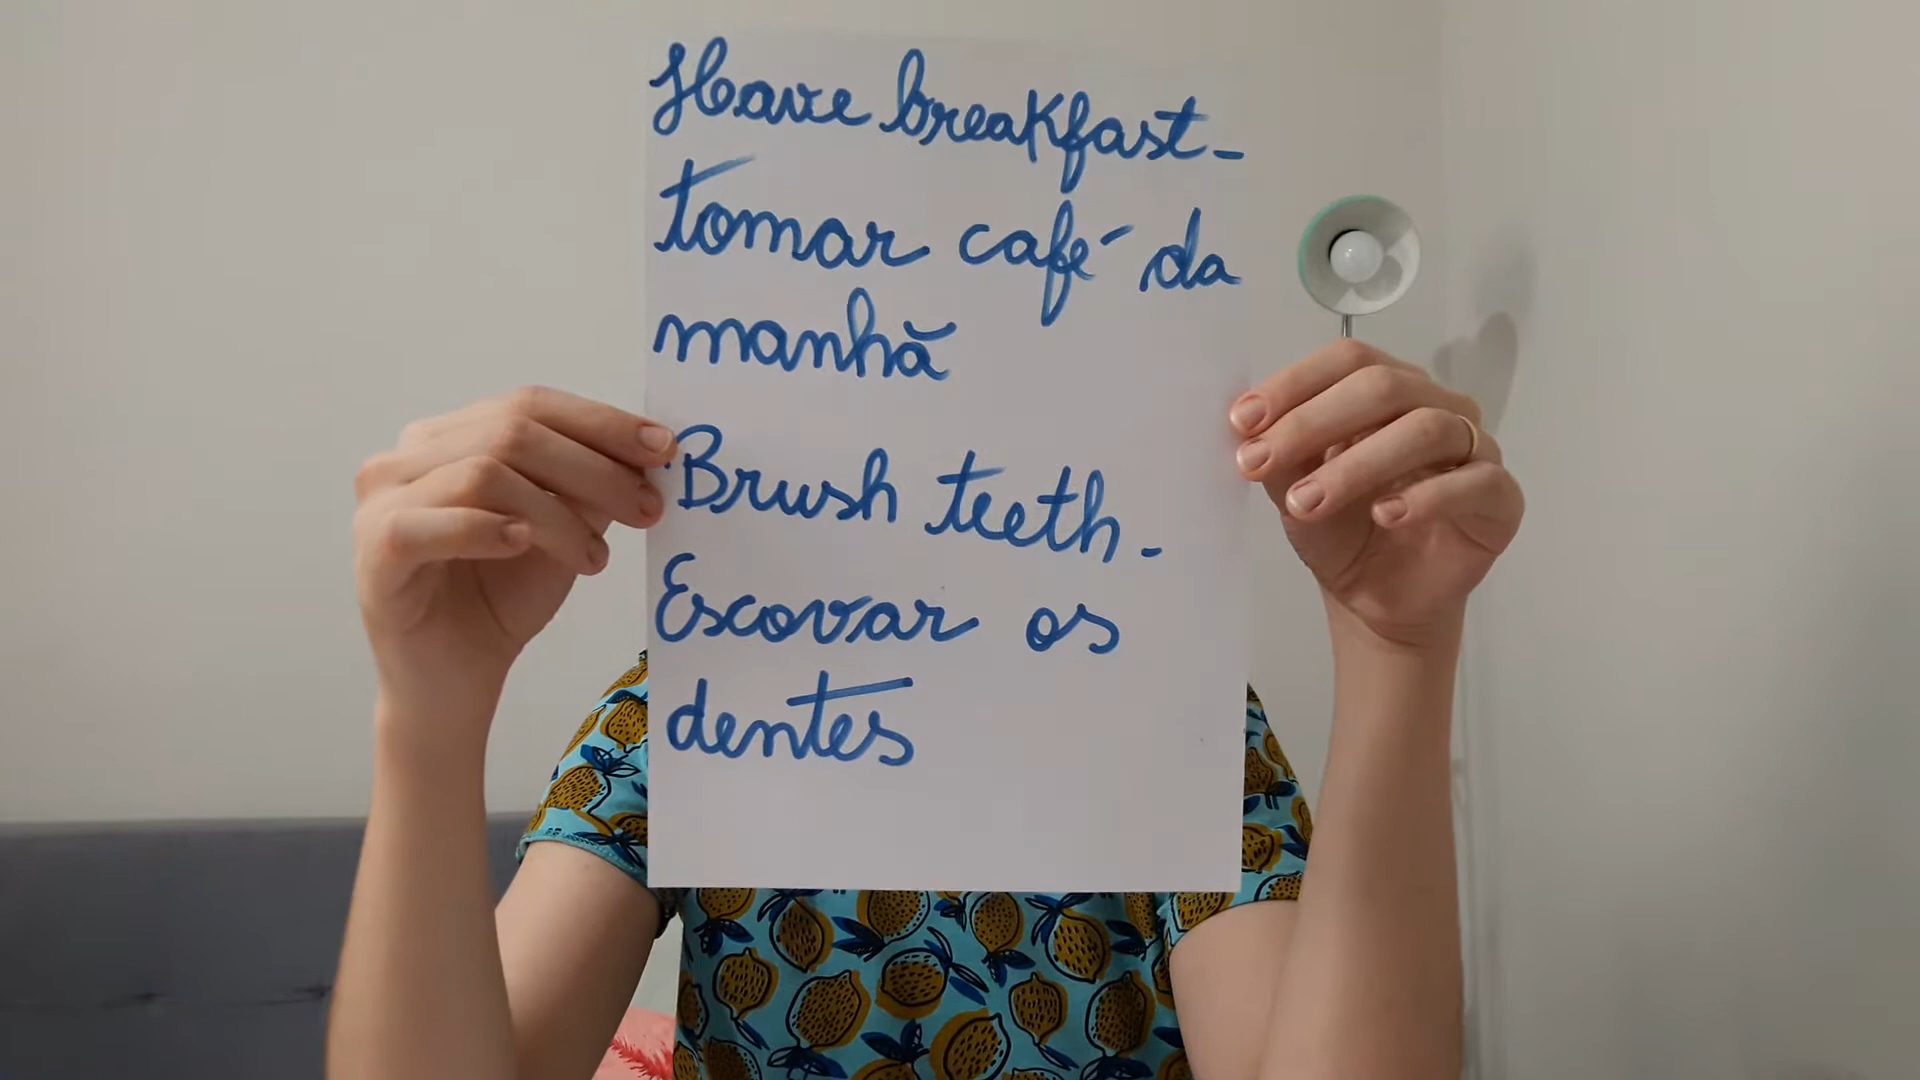 Have breakfast -
tomar café da
manhã
Brush teeth -
Escovar os
dentes